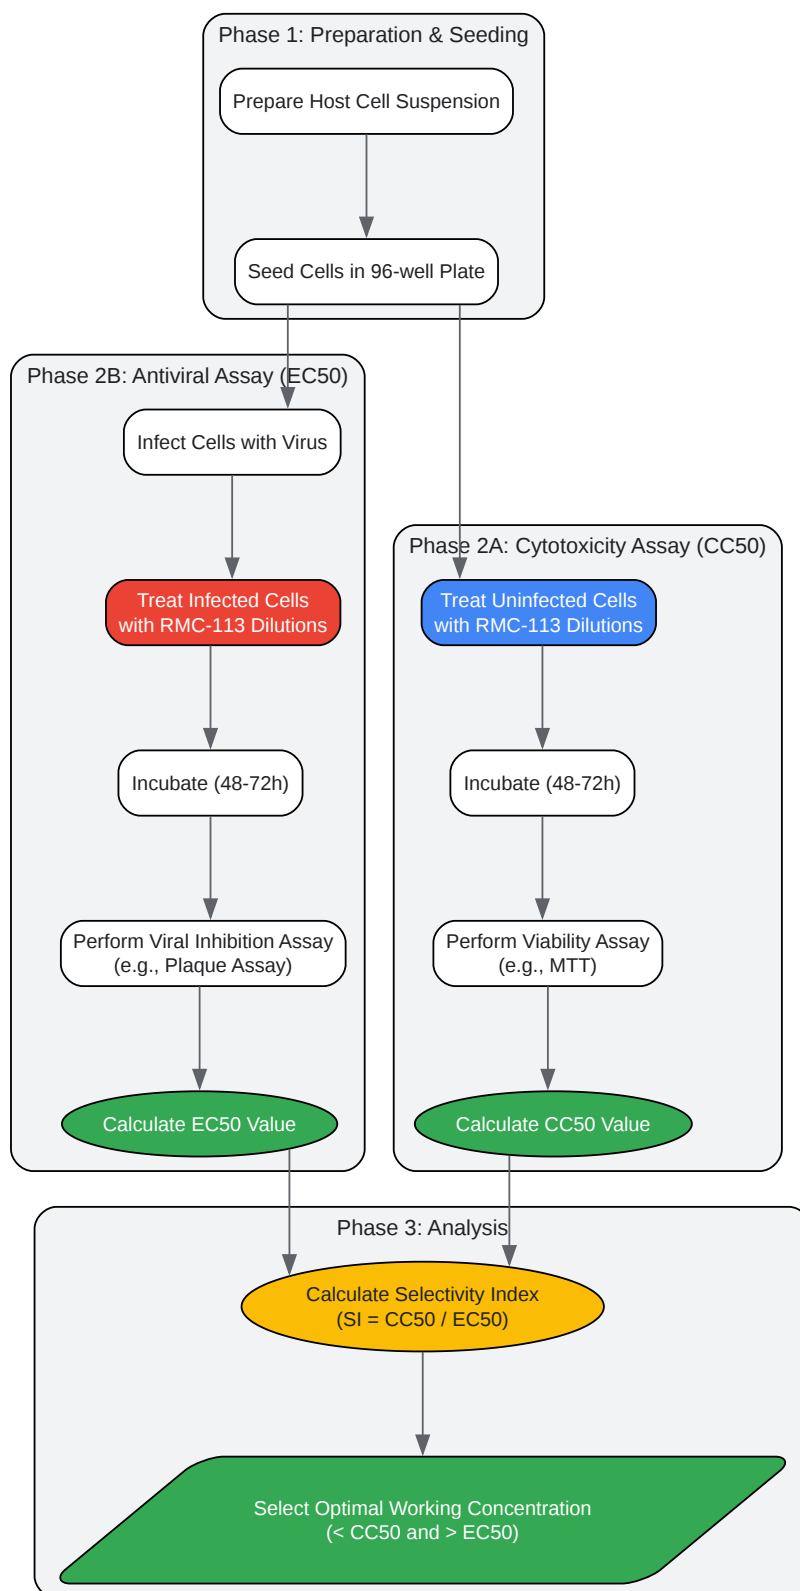 Phase 1: Preparation & Seeding
Prepare Host Cell Suspension
Seed Cells in 96-well Plate
Phase 2B: Antiviral Assay (EC50)
Infect Cells with Virus
Treat Infected Cells
with RMC-113 Dilutions
Incubate (48-72h)
Perform Viral Inhibition Assay
(e.g., Plaque Assay)
Calculate EC50 Value
Phase 2A: Cytotoxicity Assay (CC50)
Treat Uninfected Cells
with RMC-113 Dilutions
Incubate (48-72h)
Perform Viability Assay
(e.g., MTT)
Calculate CC50 Value
Phase 3: Analysis
Calculate Selectivity Index
(SI = CC50 / EC50)
Select Optimal Working Concentration
(< CC50 and > EC50)